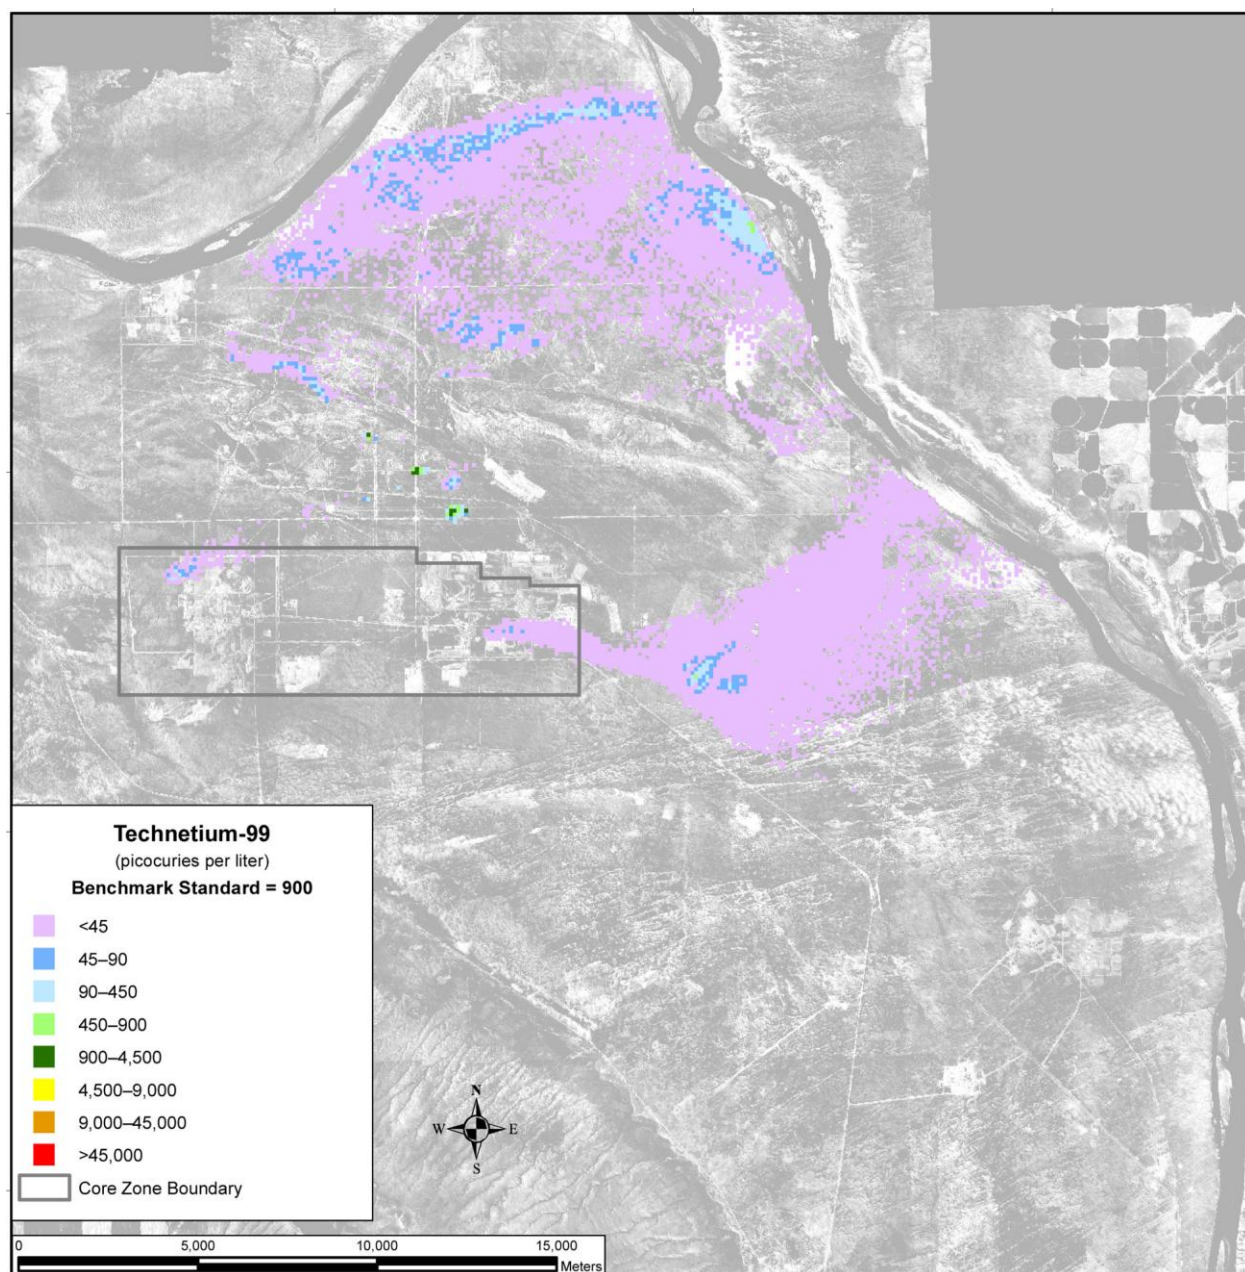 Technetium-99
(picocuries per liter)
Benchmark Standard = 900
<45
45–90
90–450
450–900
900–4,500
4,500–9,000
9,000–45,000
>45,000
Core Zone Boundary
N
W E
S
0 5,000 10,000 15,000
Meters